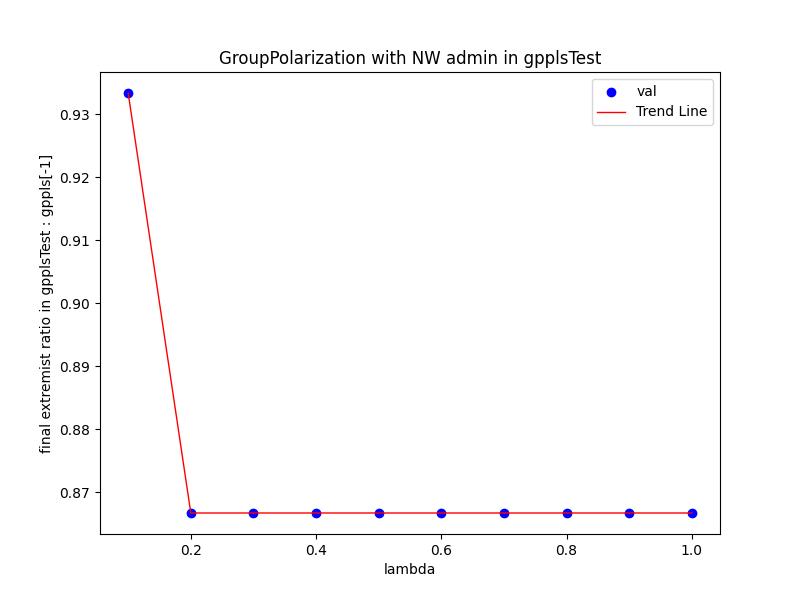 GroupPolarization with NW admin in gpplsTest
val
Trend Line
final extremist ratio in gpplsTest : gppls[-1]
0.93
0.92
0.91
0.90
0.89
0.88
0.87
0.2 0.4 0.6 0.8 1.0
lambda